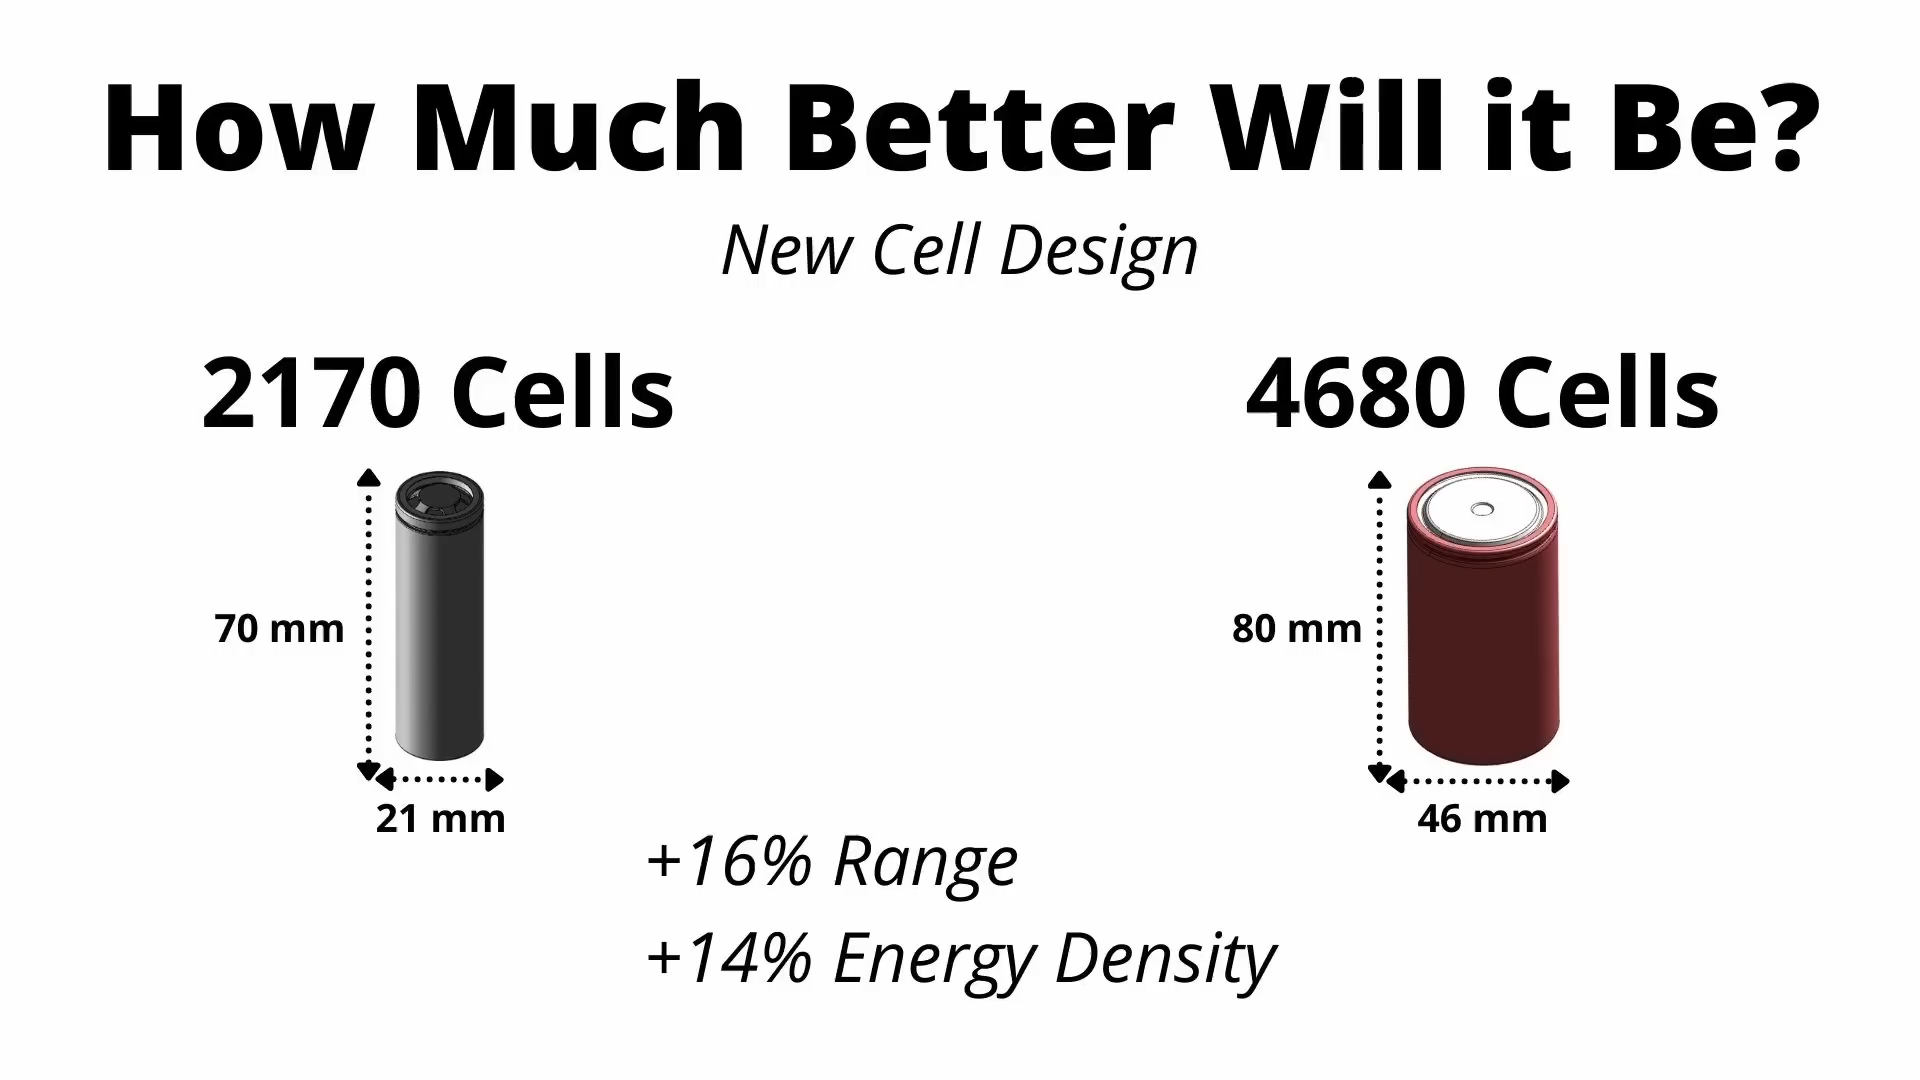 How Much Better Will it Be?
New Cell Design
2170 Cells
4680 Cells
70 mm
80 mm
21 mm
46 mm
+16% Range
+14% Energy Density